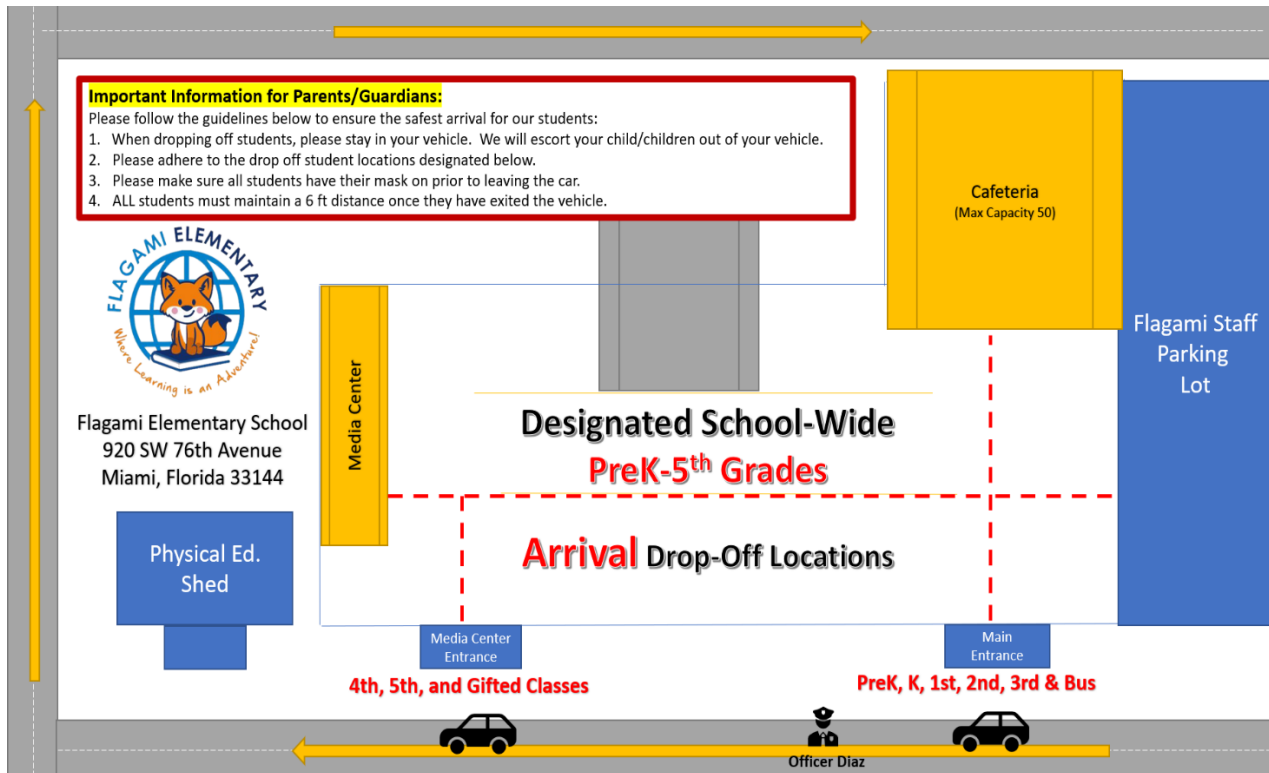 Important Information for Parents/Guardians:
Please follow the guidelines below to ensure the safest arrival for our students:
1. When dropping off students, please stay in your vehicle. We will escort your child/children out of your vehicle.
2. Please adhere to the drop off student locations designated below.
3. Please make sure all students have their mask on prior to leaving the car.
4. ALL students must maintain a 6 ft distance once they have exited the vehicle.
Cafeteria
(Max Capacity 50)
FLAGAMI ELEMENTARY
Where Learning is an Adventure!
Flagami Staff
Parking
Lot
Media Center
Flagami Elementary School
920 SW 76th Avenue
Miami, Florida 33144
Designated School-Wide
PreK-5th Grades
Arrival Drop-Off Locations
Physical Ed.
Shed
Media Center
Entrance
Main
Entrance
4th, 5th, and Gifted Classes
PreK, K, 1st, 2nd, 3rd & Bus
Officer Diaz